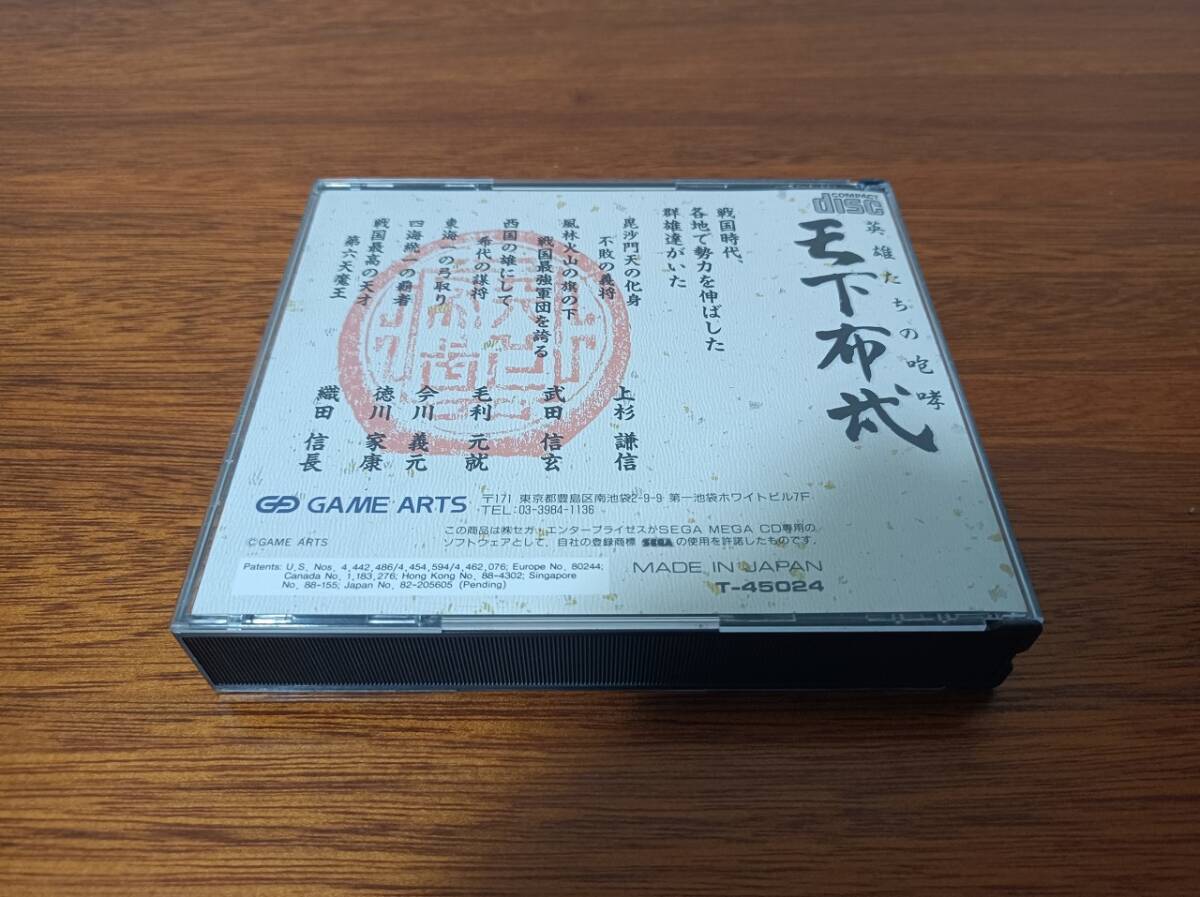 COMPACT
disc
英雄たちの咆哮
天下布武
戦国時代、
各地で勢力を伸ばした
群雄達がいた
毘沙門天の化身
不敗の義将
上杉 謙信
風林火山の旗の下
戦国最強軍団を誇る
武田 信玄
西国の雄にして
希代の謀将
毛利 元就
東海一の弓取り
今川 義元
四海統一の覇者
徳川 家康
戦国最高の天才
第六天魔王
織田 信長
GAME ARTS
〒171 東京都豊島区南池袋2-9-9 第一池袋ホワイトビル7F
TEL:03-3984-1136
この商品は㈱セガ・エンタープライゼスがSEGA MEGA CD専用の
ソフトウェアとして、自社の登録商標 SEGA の使用を許諾したものです。
©GAME ARTS
Patents: U.S. Nos. 4,442,486/4,454,594/4,462,076; Europe No. 80244;
Canada No. 1,183,276; Hong Kong No. 88-4302; Singapore
No. 88-155; Japan No. 82-205605 (Pending)
MADE IN JAPAN
T-45024